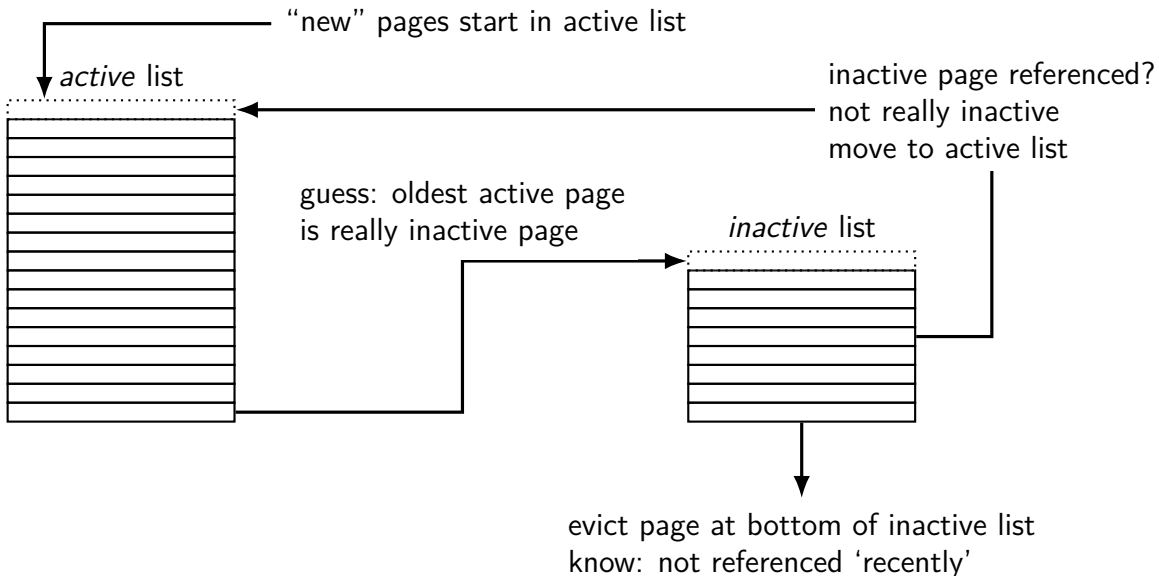 “new” pages start in active list
active list
inactive page referenced?
not really inactive
move to active list
guess: oldest active page
is really inactive page
inactive list
evict page at bottom of inactive list
know: not referenced ‘recently’